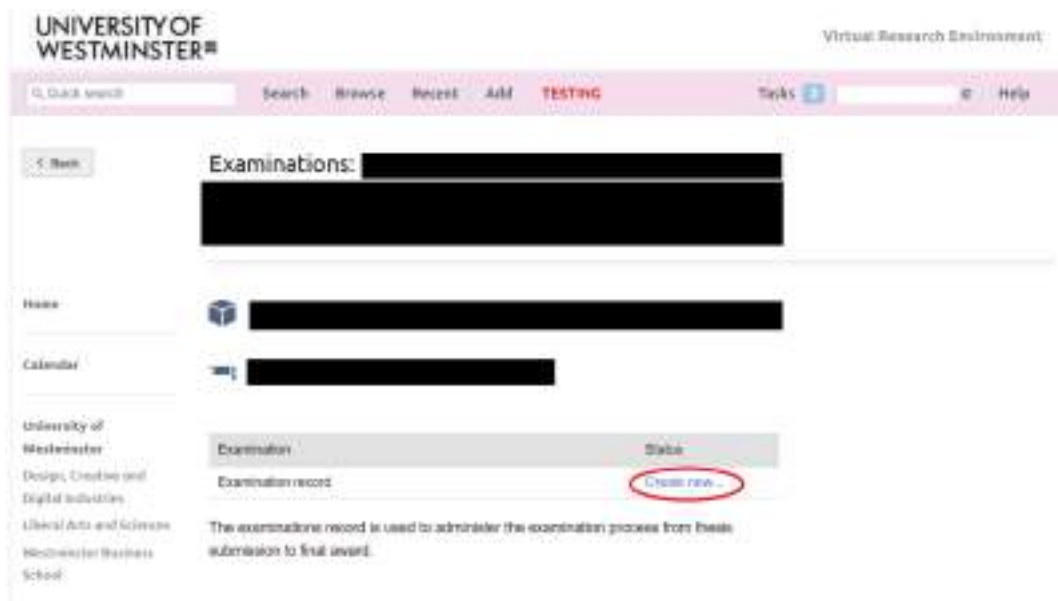 UNIVERSITY OF
WESTMINSTER
Virtual Research Environment
Quick search
Search Browse Recent Add TESTING Tasks Help
< Back
Examinations:
Home
Calendar
University of
Westminster
Design, Creative and
Digital Industries
Liberal Arts and Sciences
Westminster Business
School
Examination Status
Examination record Create new...
The examinations record is used to administer the examination process from thesis
submission to final award.